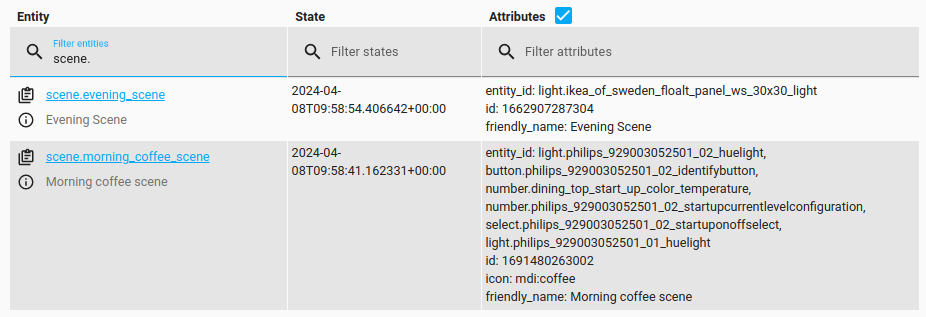 Entity State Attributes
Filter entities
scene. Filter states Filter attributes
scene.evening_scene
Evening Scene
2024-04-
08T09:58:54.406642+00:00
entity_id: light.ikea_of_sweden_floalt_panel_ws_30x30_light
id: 1662907287304
friendly_name: Evening Scene
scene.morning_coffee_scene
Morning coffee scene
2024-04-
08T09:58:41.162331+00:00
entity_id: light.philips_929003052501_02_huelight,
button.philips_929003052501_02_identifybutton,
number.dining_top_start_up_color_temperature,
number.philips_929003052501_02_startupcurrentlevelconfiguration,
select.philips_929003052501_02_startuponoffselect,
light.philips_929003052501_01_huelight
id: 1691480263002
icon: mdi:coffee
friendly_name: Morning coffee scene